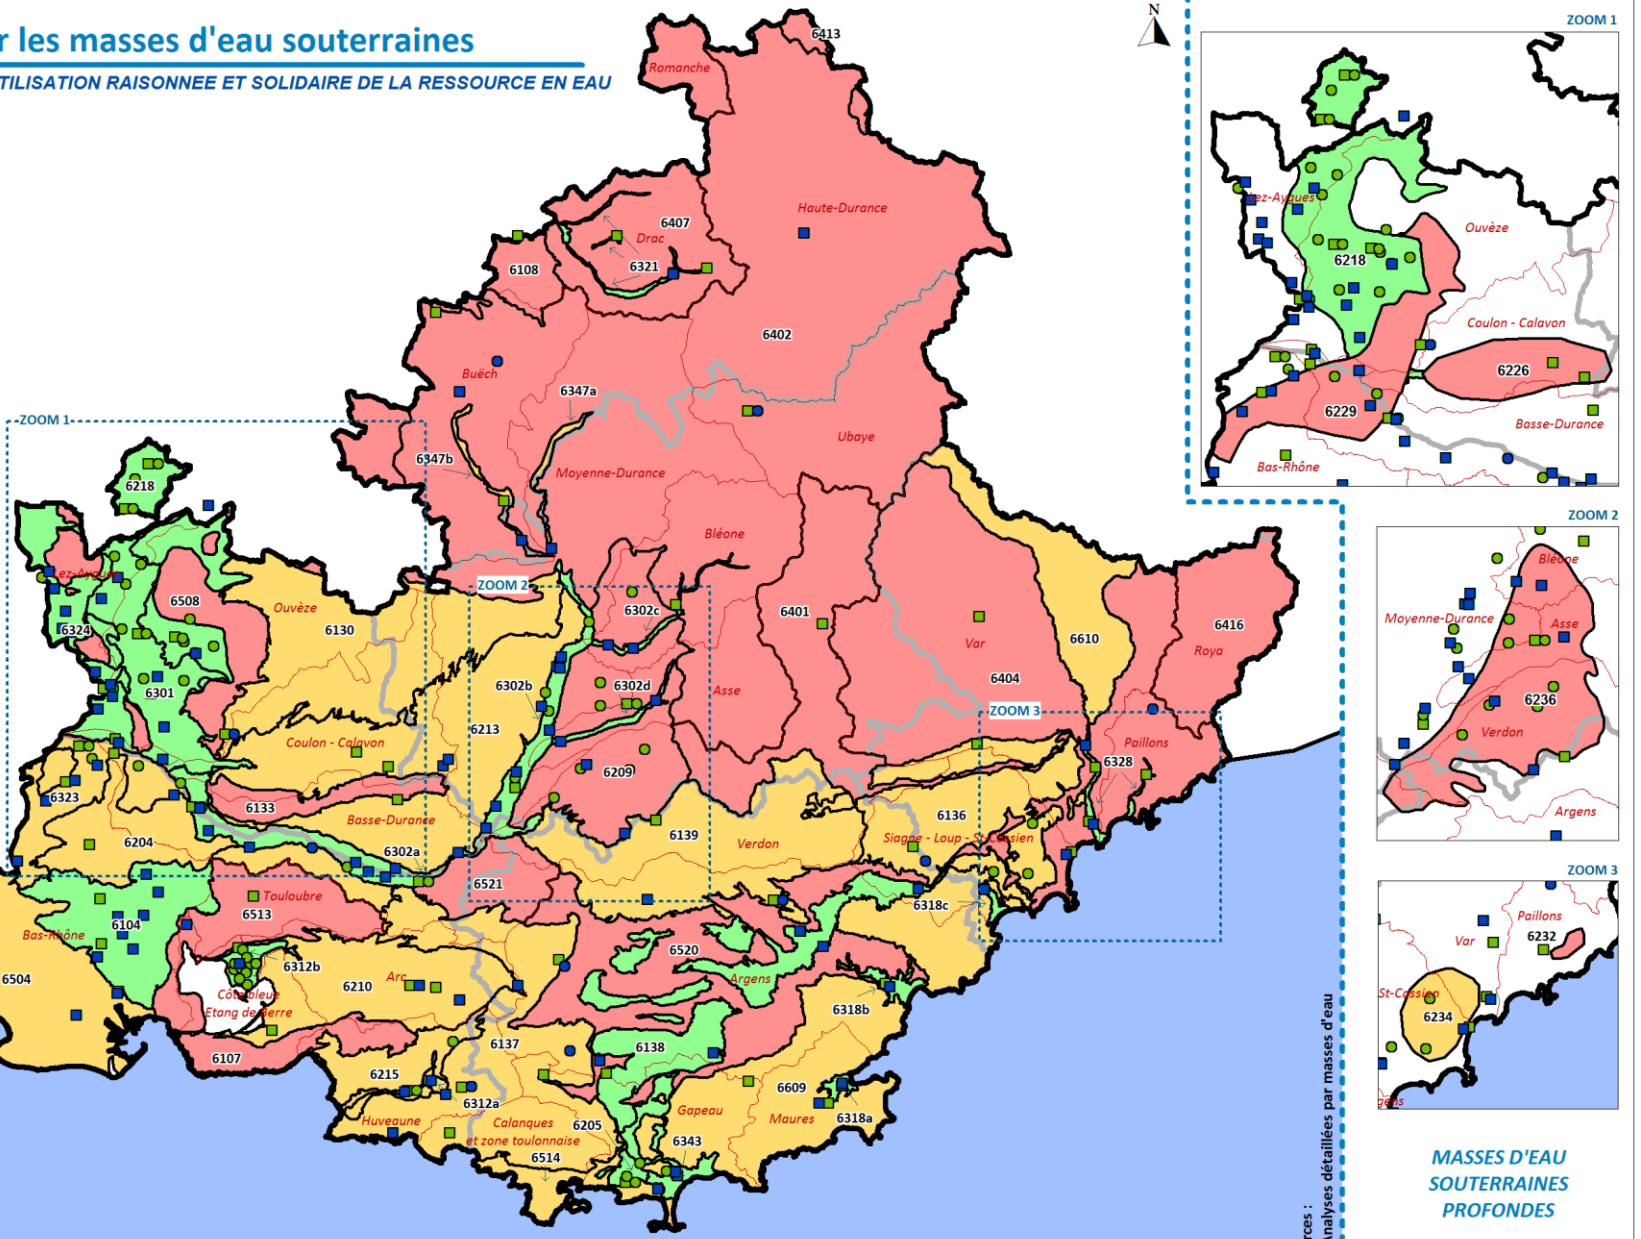 r les masses d'eau souterraines
TILISATION RAISONNEE ET SOLIDAIRE DE LA RESSOURCE EN EAU
N
6413
Romanche
Haute-Durance
6407
Drac
6321
6108
6402
Buëch
6347a
Ubaye
6347b
Moyenne-Durance
ZOOM 1
6218
Bléone
Lez-Aygues
ZOOM 2
6508
Ouvèze
6130
6302c
6401
6324
Var
6610
6416
Roya
6301
6302b
6302d
Asse
6404
ZOOM 3
6213
Coulon - Calavon
Paillons
6328
6209
6323
6133
Basse-Durance
6136
6204
6139
Verdon
Siagne - Loup - St-Cassien
6302a
6521
Touloubre
6513
6318c
6104
Bas-Rhône
6520
6312b
Arc
6210
Argens
6504
Côte bleue
Etang de Berre
6318b
6137
6138
6107
6215
6609
6312a
Gapeau
Maures
6318a
Huveaune
Calanques
et zone toulonnaise
6205
6343
6514
ZOOM 1
Lez-Aygues
Ouvèze
6218
Coulon - Calavon
6226
6229
Basse-Durance
Bas-Rhône
ZOOM 2
Bléone
Moyenne-Durance
Asse
6236
Verdon
Argens
ZOOM 3
Paillons
Var
6232
St-Cassien
6234
gens
rces :
nalyses détaillées par masses d'eau
MASSES D'EAU
SOUTERRAINES
PROFONDES